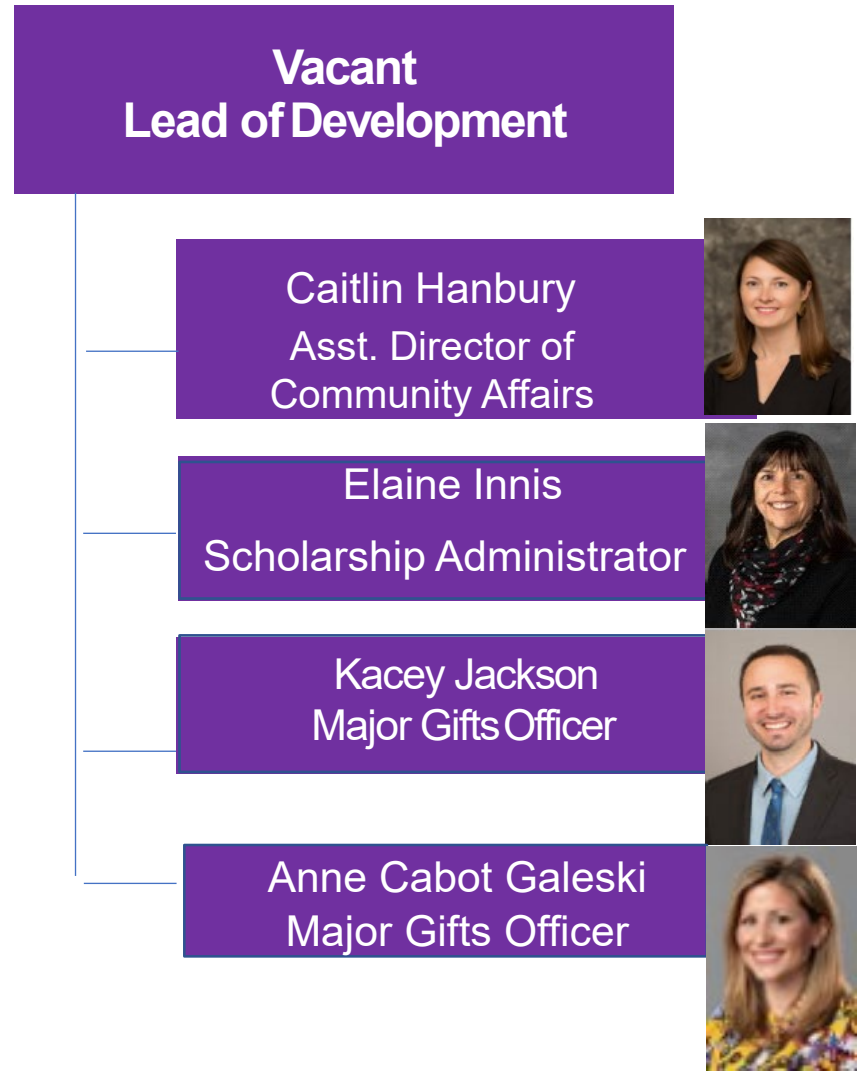 Vacant
Lead of Development
Caitlin Hanbury
Asst. Director of
Community Affairs
Elaine Innis
Scholarship Administrator
Kacey Jackson
Major Gifts Officer
Anne Cabot Galeski
Major Gifts Officer